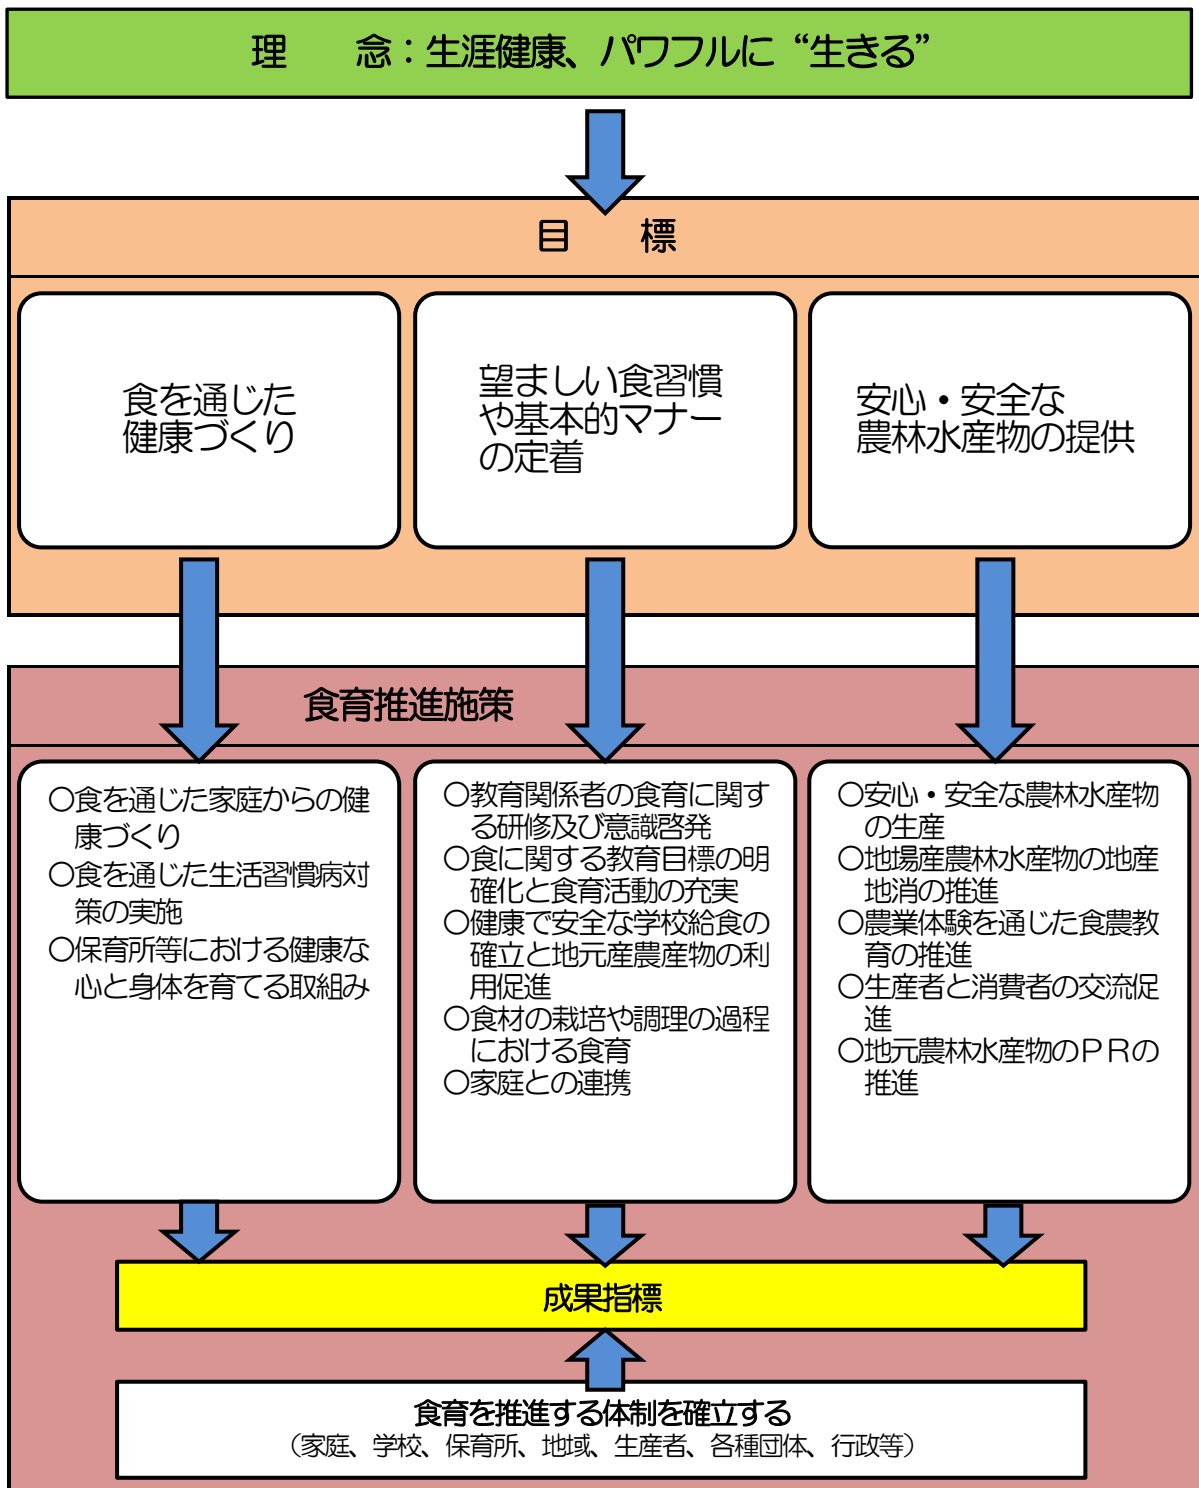 理　　念：生涯健康、パワフルに “生きる”
目　　標
食を通じた
健康づくり
望ましい食習慣
や基本的マナー
の定着
安心・安全な
農林水産物の提供
食育推進施策
○食を通じた家庭からの健
康づくり
○食を通じた生活習慣病対
策の実施
○保育所等における健康な
心と身体を育てる取組み
○教育関係者の食育に関す
る研修及び意識啓発
○食に関する教育目標の明
確化と食育活動の充実
○健康で安全な学校給食の
確立と地元産農産物の利
用促進
○食材の栽培や調理の過程
における食育
○家庭との連携
○安心・安全な農林水産物
の生産
○地場産農林水産物の地産
地消の推進
○農業体験を通じた食農教
育の推進
○生産者と消費者の交流促
進
○地元農林水産物のＰＲの
推進
成果指標
食育を推進する体制を確立する
（家庭、学校、保育所、地域、生産者、各種団体、行政等）